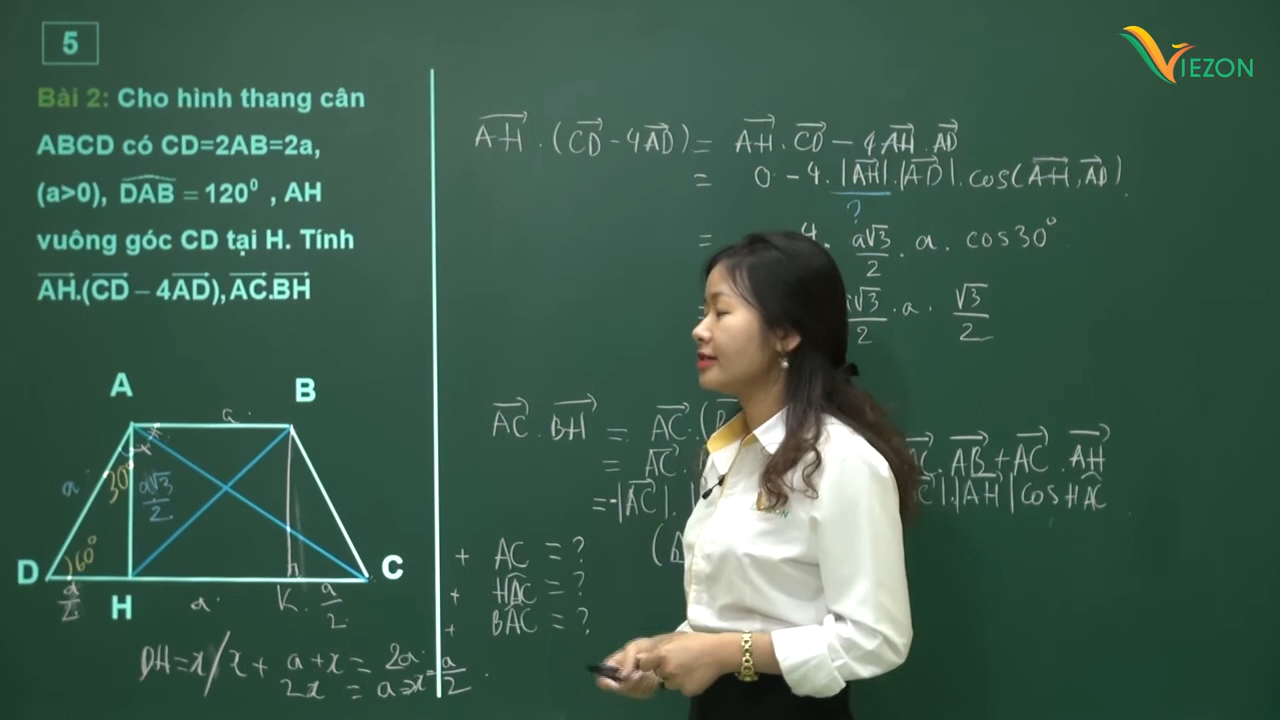 5
VIEZON
Bài 2: Cho hình thang cân
ABCD có CD=2AB=2a,
(a>0), DAB = 120⁰ , AH
vuông góc CD tại H. Tính
AH.(CD – 4AD), AC.BH
AH . (CD - 4AD) = AH . CD - 4AH . AD
= 0 - 4. |AH|.|AD|. cos(AH, AD)
?
= 4. a√3/2 . a . cos30°
√3/2 . a . √3/2
AC . BH = AC.
= AC. AC. AB + AC . AH
= -|AC|. |AH| cos HAC
+ AC = ?
+ HAC = ?
+ BAC = ?
A
B
a
a
30°
a√3/2
60°
D
C
a/2
H
a
K
a/2
DH = x / x + a + x = 2a
2x = a => x = a/2